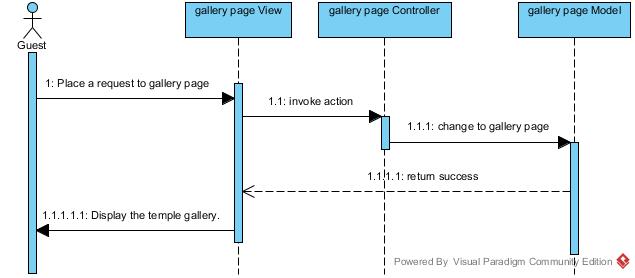 gallery page View
gallery page Controller
gallery page Model
Guest
1: Place a request to gallery page
1.1: invoke action
1.1.1: change to gallery page
1.1.1.1: return success
1.1.1.1.1: Display the temple gallery.
Powered By Visual Paradigm Community Edition